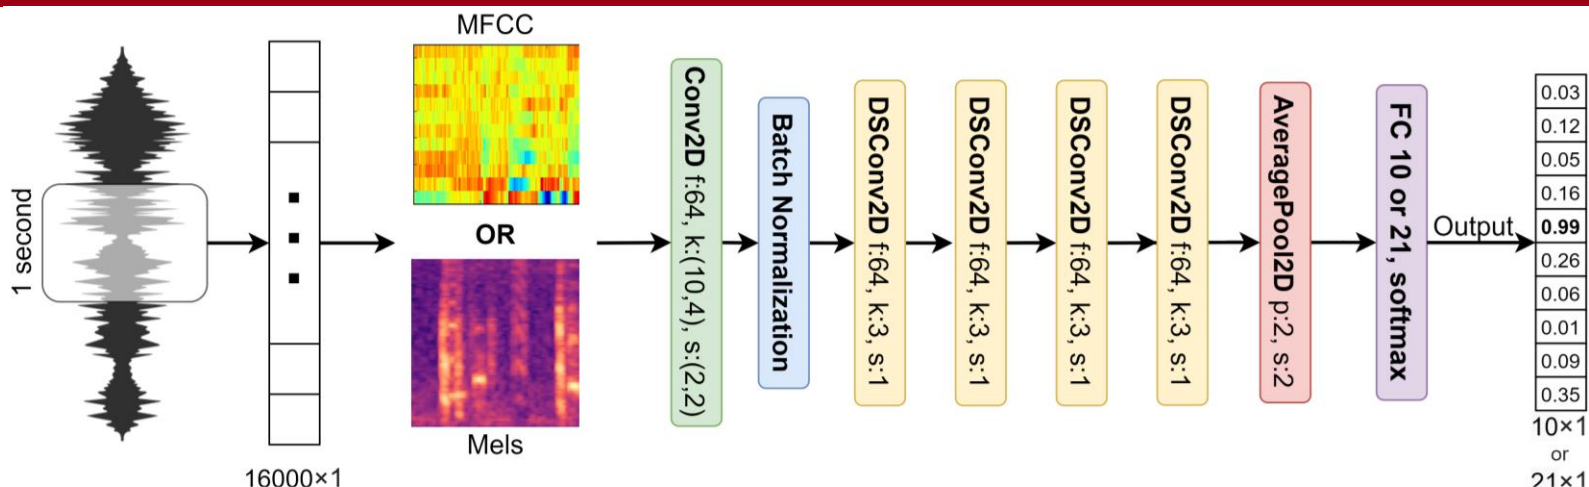 1 second
16000×1
MFCC
OR
Mels
Conv2D f:64, k:(10,4), s:(2,2)
Batch Normalization
DSConv2D f:64, k:3, s:1
DSConv2D f:64, k:3, s:1
DSConv2D f:64, k:3, s:1
DSConv2D f:64, k:3, s:1
AveragePool2D p:2, s:2
FC 10 or 21, softmax
Output
0.03
0.12
0.05
0.16
0.99
0.26
0.06
0.01
0.09
0.35
10×1
or
21×1